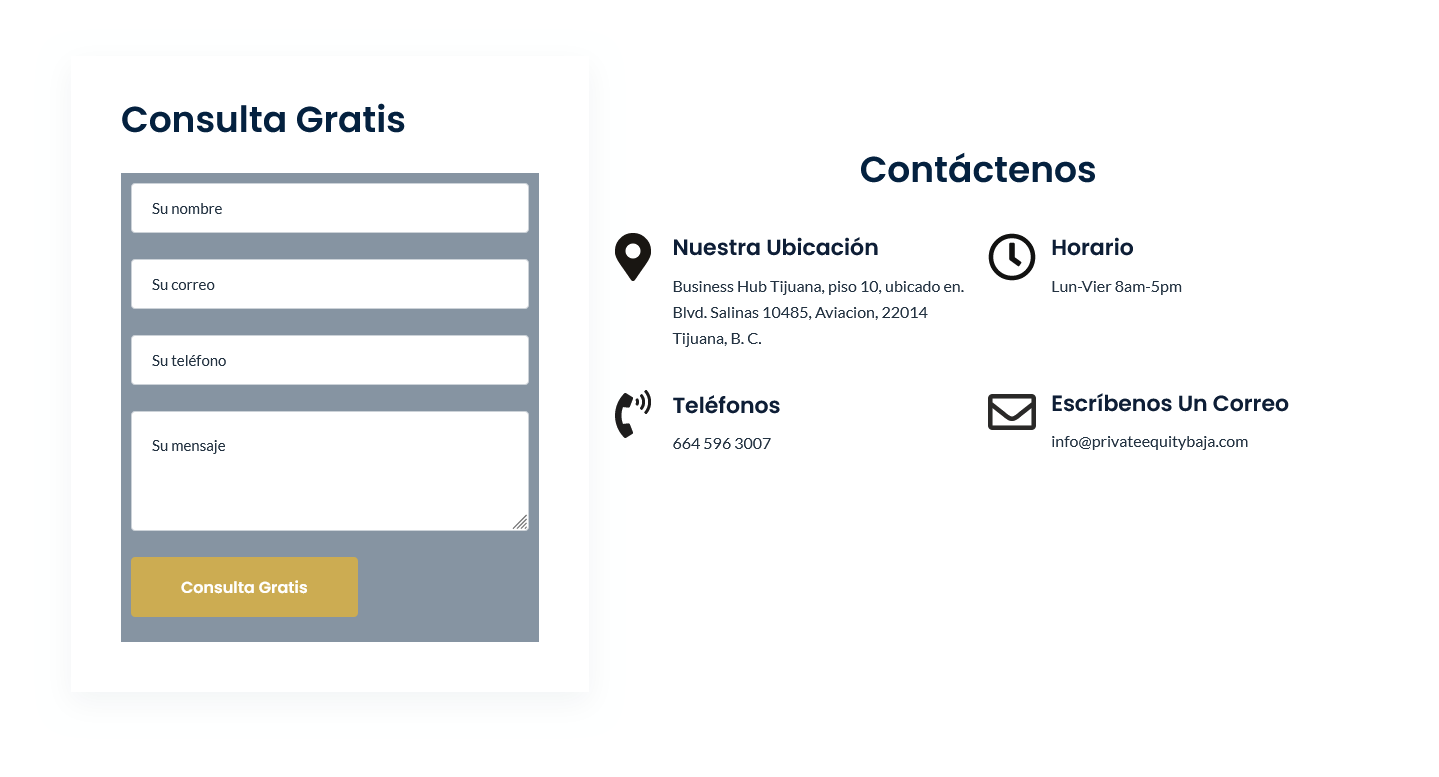 Consulta Gratis
Su nombre
Su correo
Su teléfono
Su mensaje
Consulta Gratis
Contáctenos
Nuestra Ubicación
Business Hub Tijuana, piso 10, ubicado en.
Blvd. Salinas 10485, Aviacion, 22014
Tijuana, B. C.
Horario
Lun-Vier 8am-5pm
Teléfonos
664 596 3007
Escríbenos Un Correo
info@privateequitybaja.com